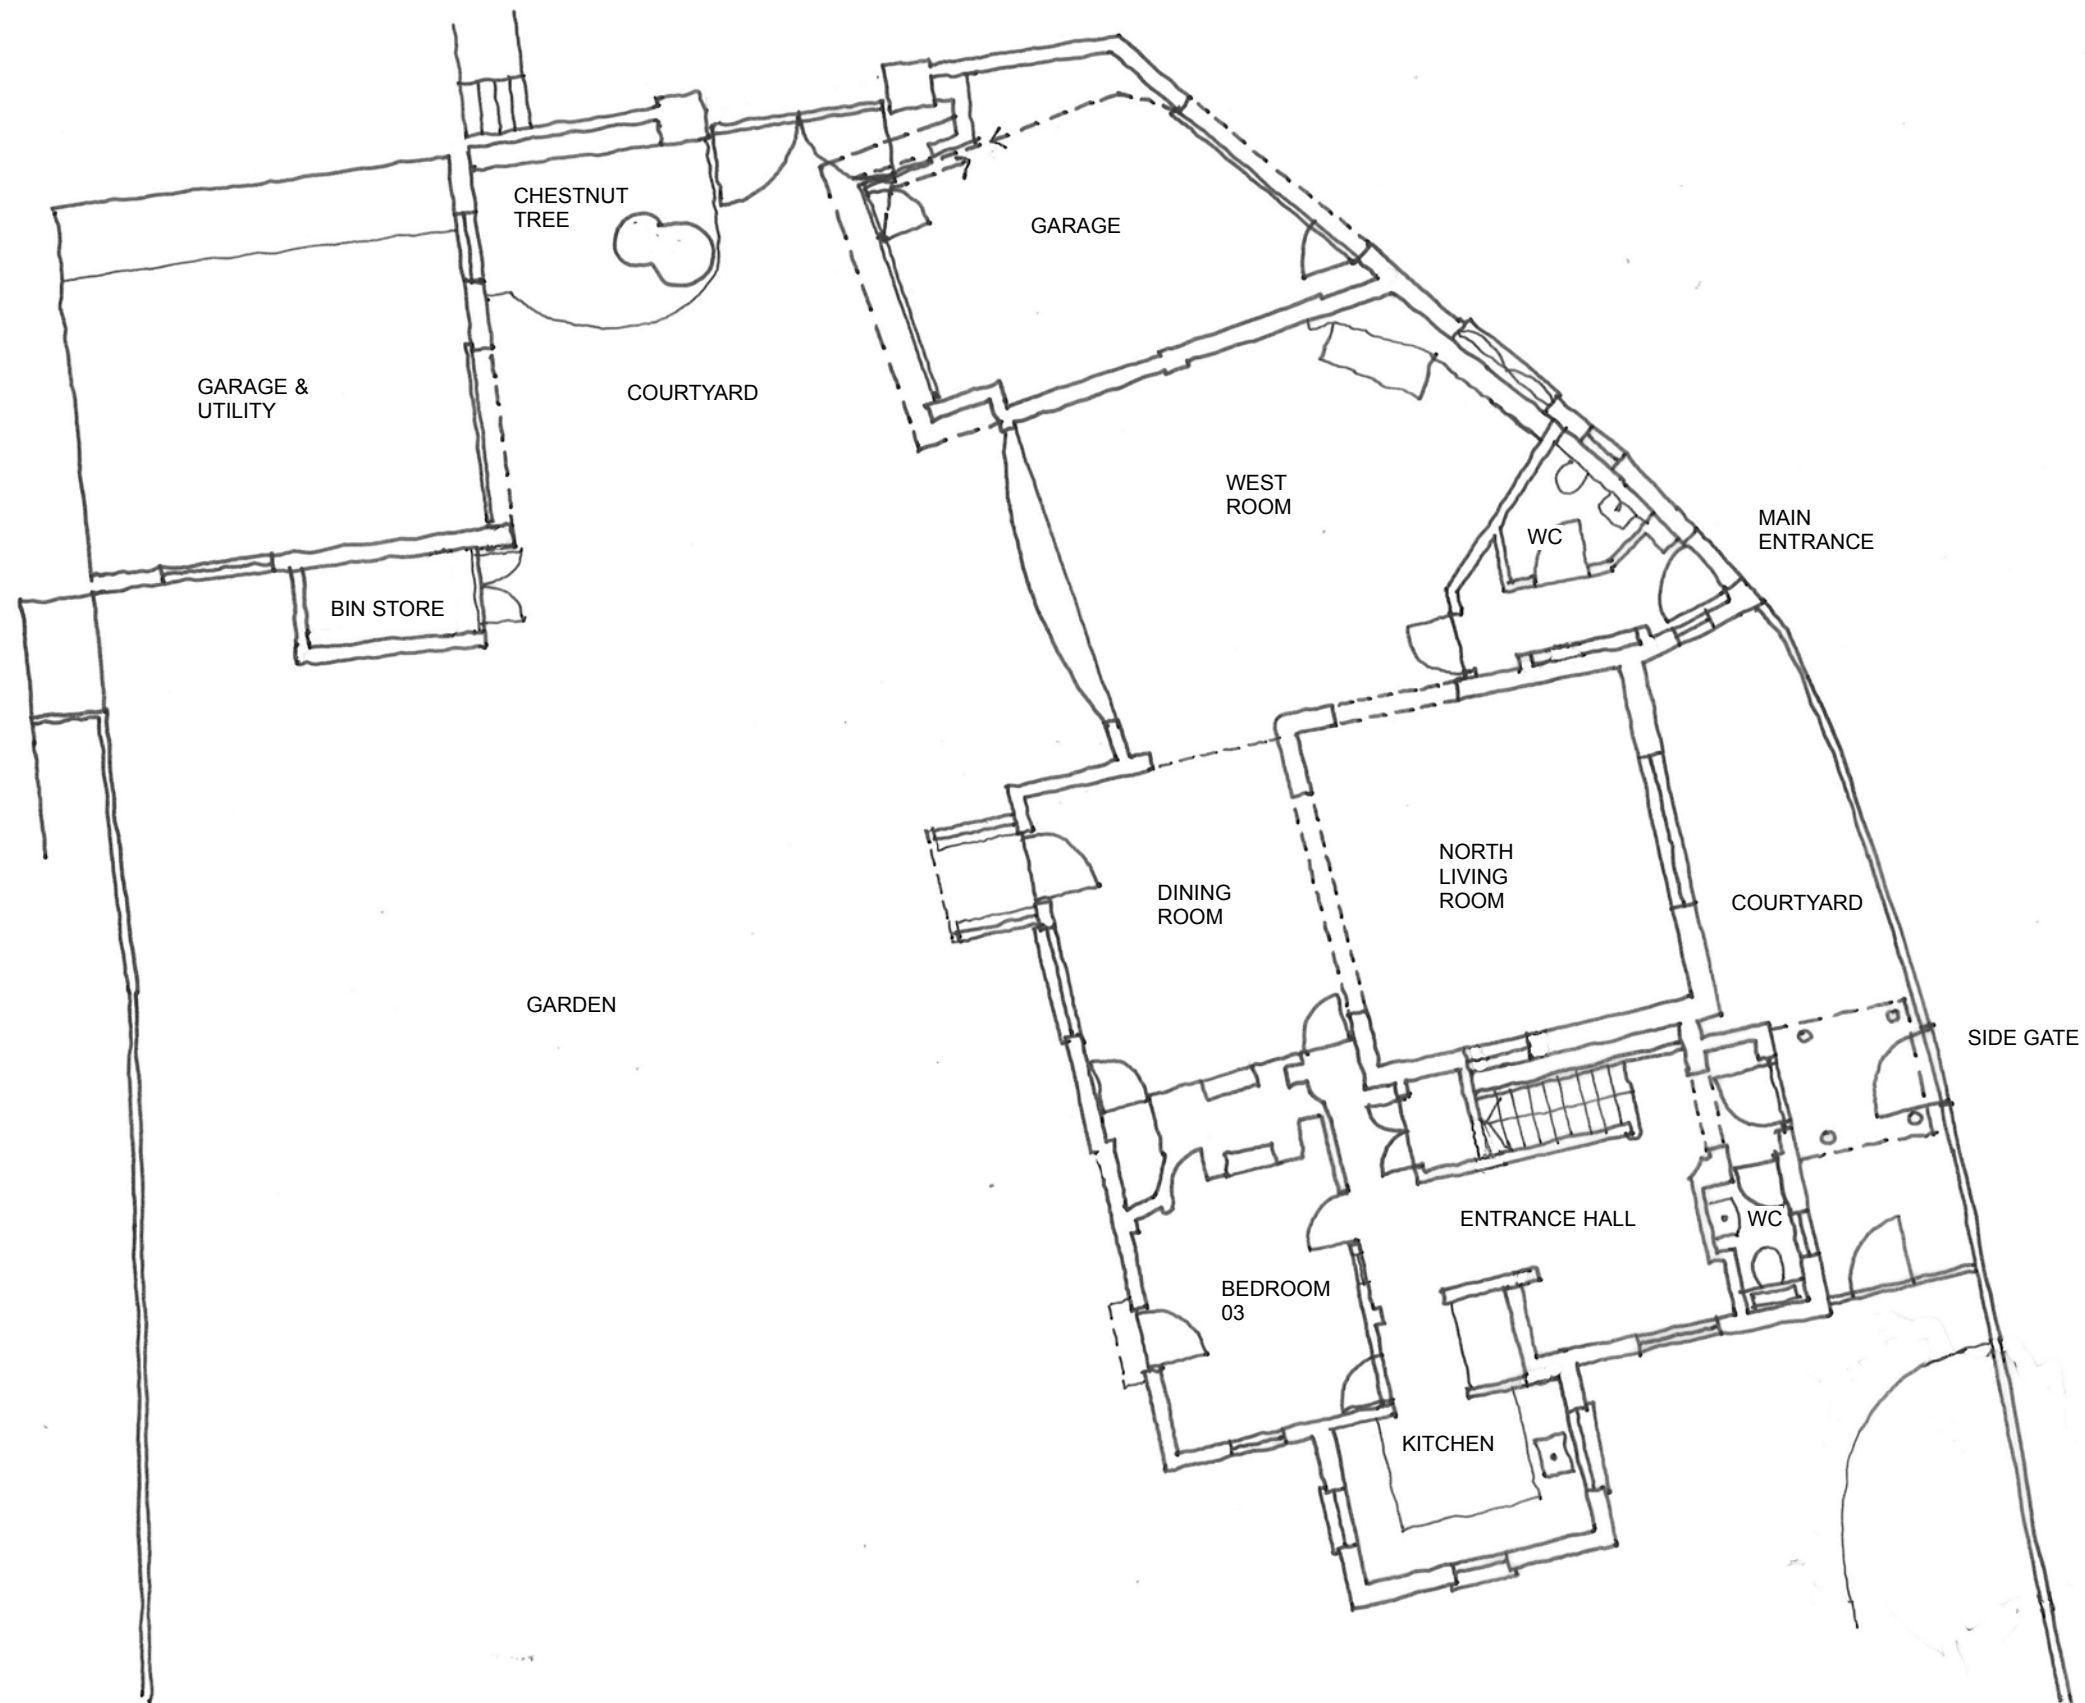 CHESTNUT
TREE
GARAGE
GARAGE &
UTILITY
COURTYARD
WEST
ROOM
WC
MAIN
ENTRANCE
BIN STORE
NORTH
LIVING
ROOM
DINING
ROOM
COURTYARD
GARDEN
SIDE GATE
ENTRANCE HALL
WC
BEDROOM
03
KITCHEN